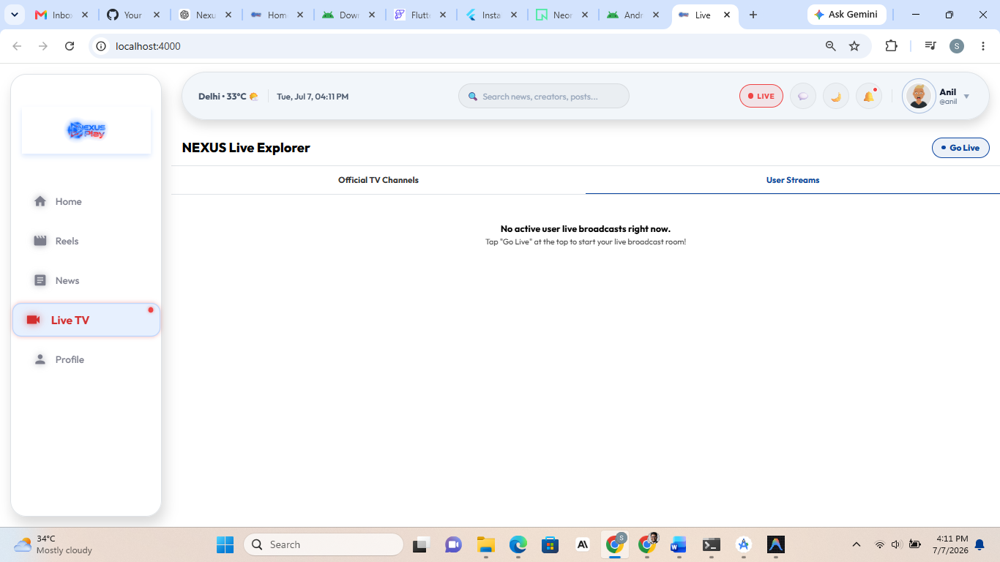 Inbo
Your
Nexu
Hom
Dow
Flutt
Insta
Neor
Andr
Live
Ask Gemini
localhost:4000
S
NEXUS
Play
Delhi • 33°C
Tue, Jul 7, 04:11 PM
Search news, creators, posts...
LIVE
Anil
@anil
NEXUS Live Explorer
Go Live
Official TV Channels
User Streams
No active user live broadcasts right now.
Tap "Go Live" at the top to start your live broadcast room!
Home
Reels
News
Live TV
Profile
34°C
Mostly cloudy
Search
4:11 PM
7/7/2026